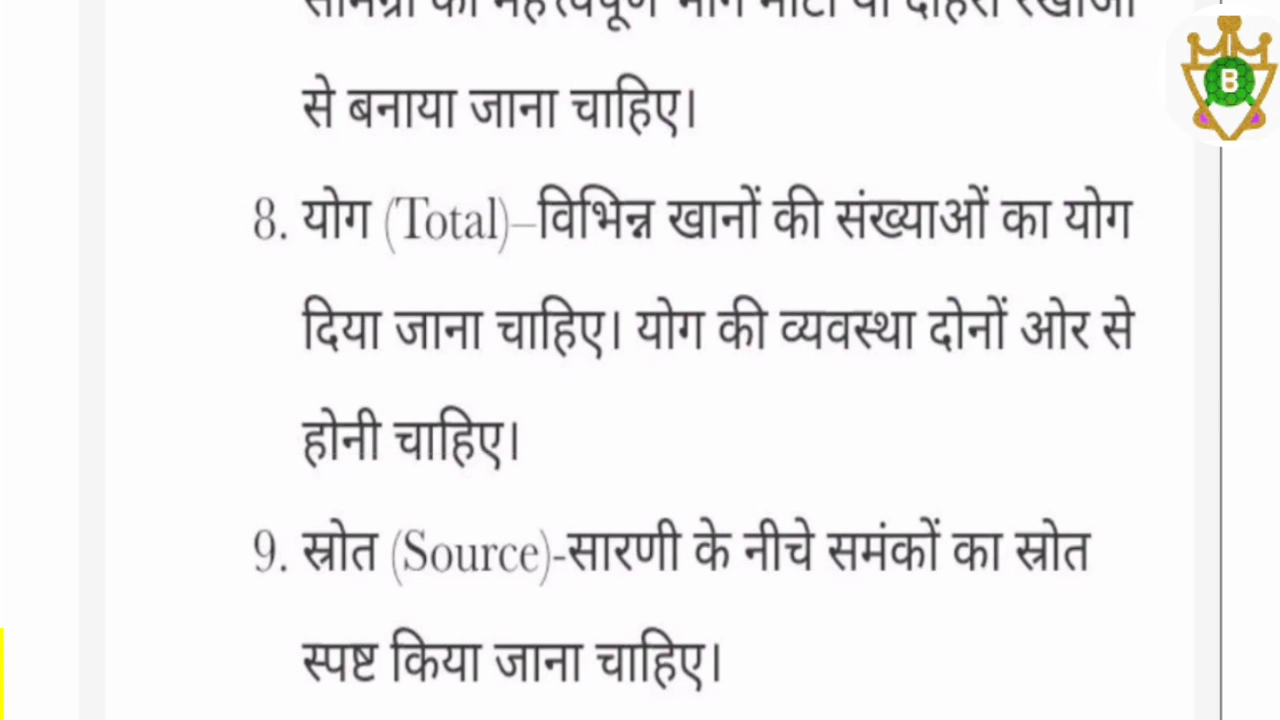 से बनाया जाना चाहिए।
8. योग (Total)–विभिन्न खानों की संख्याओं का योग
दिया जाना चाहिए। योग की व्यवस्था दोनों ओर से
होनी चाहिए।
9. स्रोत (Source)-सारणी के नीचे समंकों का स्रोत
स्पष्ट किया जाना चाहिए।
B